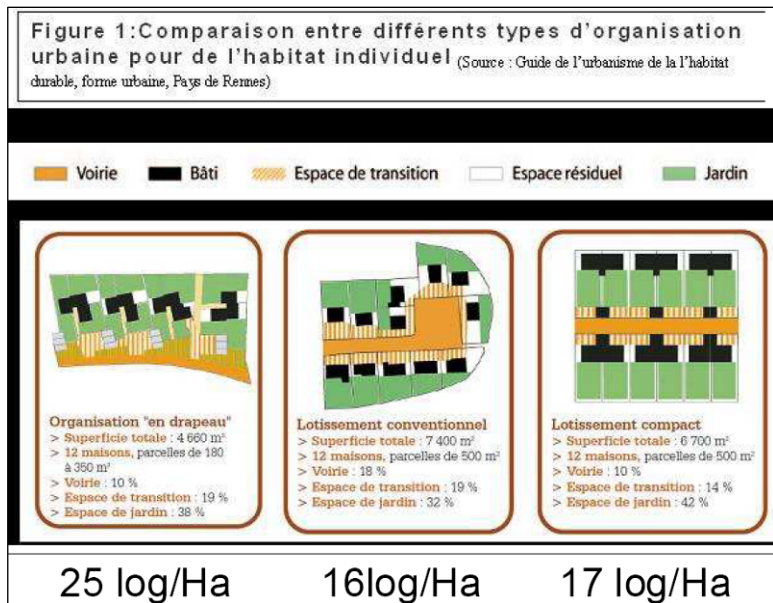 Figure 1:Comparaison entre différents types d'organisation
urbaine pour de l'habitat individuel (Source : Guide de l'urbanisme de la l'habitat
durable, forme urbaine, Pays de Rennes)
Voirie Bâti Espace de transition Espace résiduel Jardin
Organisation "en drapeau"
> Superficie totale : 4 660 m²
> 12 maisons, parcelles de 180
à 350 m²
> Voirie : 10 %
> Espace de transition : 19 %
> Espace de jardin : 38 %
Lotissement conventionnel
> Superficie totale : 7 400 m²
> 12 maisons, parcelles de 500 m²
> Voirie : 18 %
> Espace de transition : 19 %
> Espace de jardin : 32 %
Lotissement compact
> Superficie totale : 6 700 m²
> 12 maisons, parcelles de 500 m²
> Voirie : 10 %
> Espace de transition : 14 %
> Espace de jardin : 42 %
25 log/Ha 16log/Ha 17 log/Ha